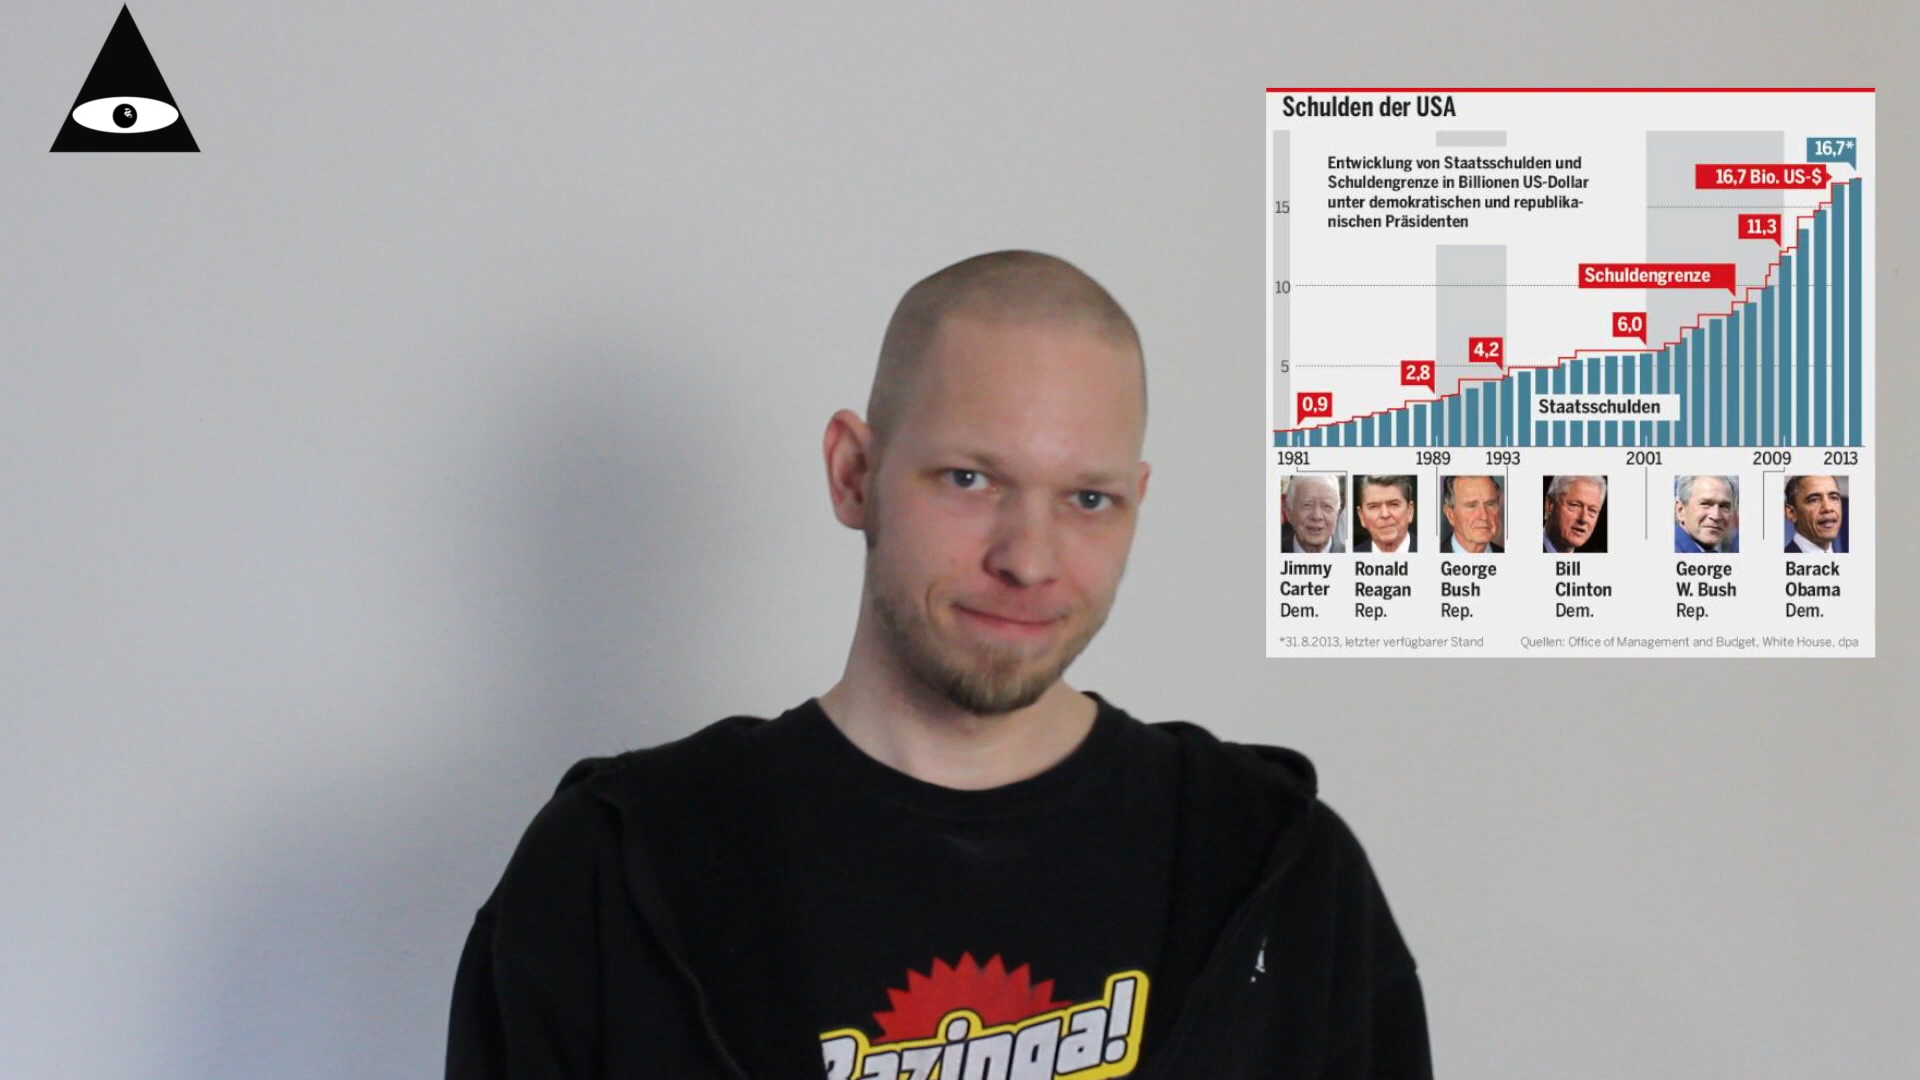 Schulden der USA
Entwicklung von Staatsschulden und
Schuldengrenze in Billionen US-Dollar
unter demokratischen und republika-
nischen Präsidenten
16,7*
16,7 Bio. US-$
15
11,3
Schuldengrenze
10
6,0
4,2
2,8
5
0,9
Staatsschulden
1981 1989 1993 2001 2009 2013
Jimmy Carter Dem.
Ronald Reagan Rep.
George Bush Rep.
Bill Clinton Dem.
George W. Bush Rep.
Barack Obama Dem.
*31.8.2013, letzter verfügbarer Stand
Quellen: Office of Management and Budget, White House, dpa
Bazinga!